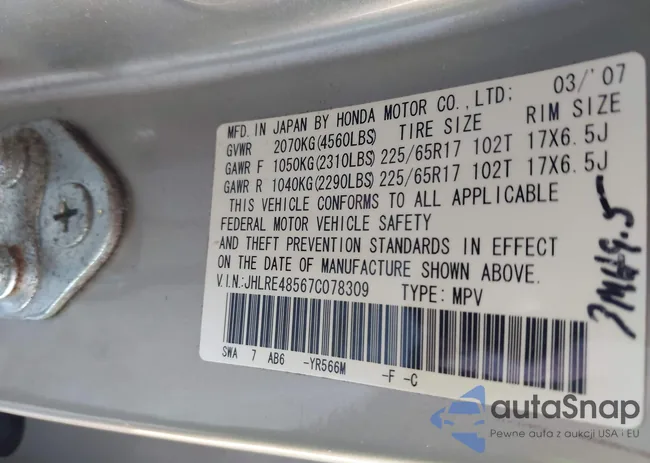 MFD. IN JAPAN BY HONDA MOTOR CO., LTD; 03/'07
GVWR 2070KG(4560LBS) TIRE SIZE RIM SIZE
GAWR F 1050KG(2310LBS) 225/65R17 102T 17X6.5J
GAWR R 1040KG(2290LBS) 225/65R17 102T 17X6.5J
THIS VEHICLE CONFORMS TO ALL APPLICABLE
FEDERAL MOTOR VEHICLE SAFETY
AND THEFT PREVENTION STANDARDS IN EFFECT
ON THE DATE OF MANUFACTURE SHOWN ABOVE.
V.I.N.:JHLRE48567C078309 TYPE: MPV
SWA 7 AB6 -YR566M -F -C
autaSnap
Pewne auta z aukcji USA i EU